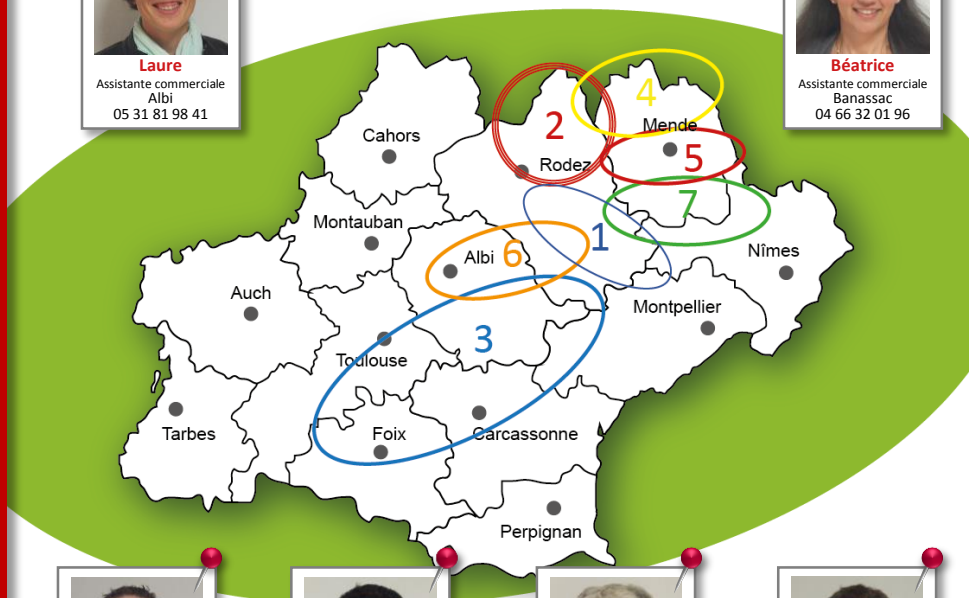 Laure
Assistante commerciale
Albi
05 31 81 98 41
Béatrice
Assistante commerciale
Banassac
04 66 32 01 96
4
2
Mende
Cahors
5
Rodez
7
Montauban
1
Albi
6
Nîmes
Auch
Montpellier
3
Toulouse
Tarbes
Foix
Carcassonne
Perpignan